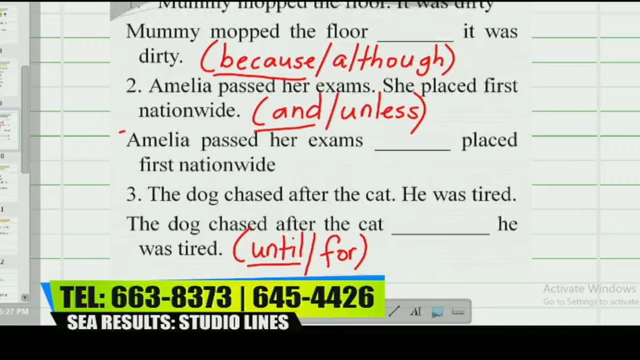 1. Mummy mopped the floor. It was dirty
Mummy mopped the floor _______ it was
dirty. (because/although)
2. Amelia passed her exams. She placed first
nationwide. (and/unless)
Amelia passed her exams _______ placed
first nationwide
3. The dog chased after the cat. He was tired.
The dog chased after the cat _________ he
was tired. (until/for)
TEL: 663-8373 | 645-4426
SEA RESULTS: STUDIO LINES
Activate Windows
Go to Settings to activate